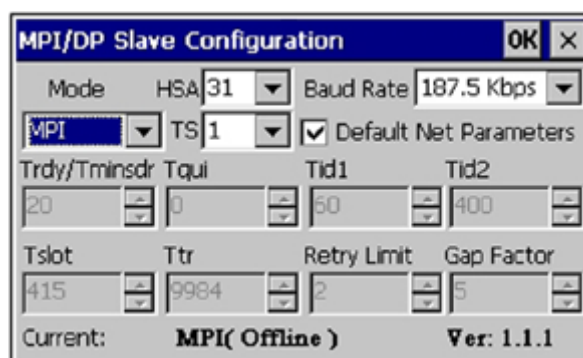 MPI/DP Slave Configuration OK ×
Mode HSA 31 Baud Rate 187.5 Kbps
MPI TS 1 Default Net Parameters
Trdy/Tminsdr Tqui Tid1 Tid2
20 0 60 400
Tslot Ttr Retry Limit Gap Factor
415 9984 2 5
Current: MPI( Offline ) Ver: 1.1.1